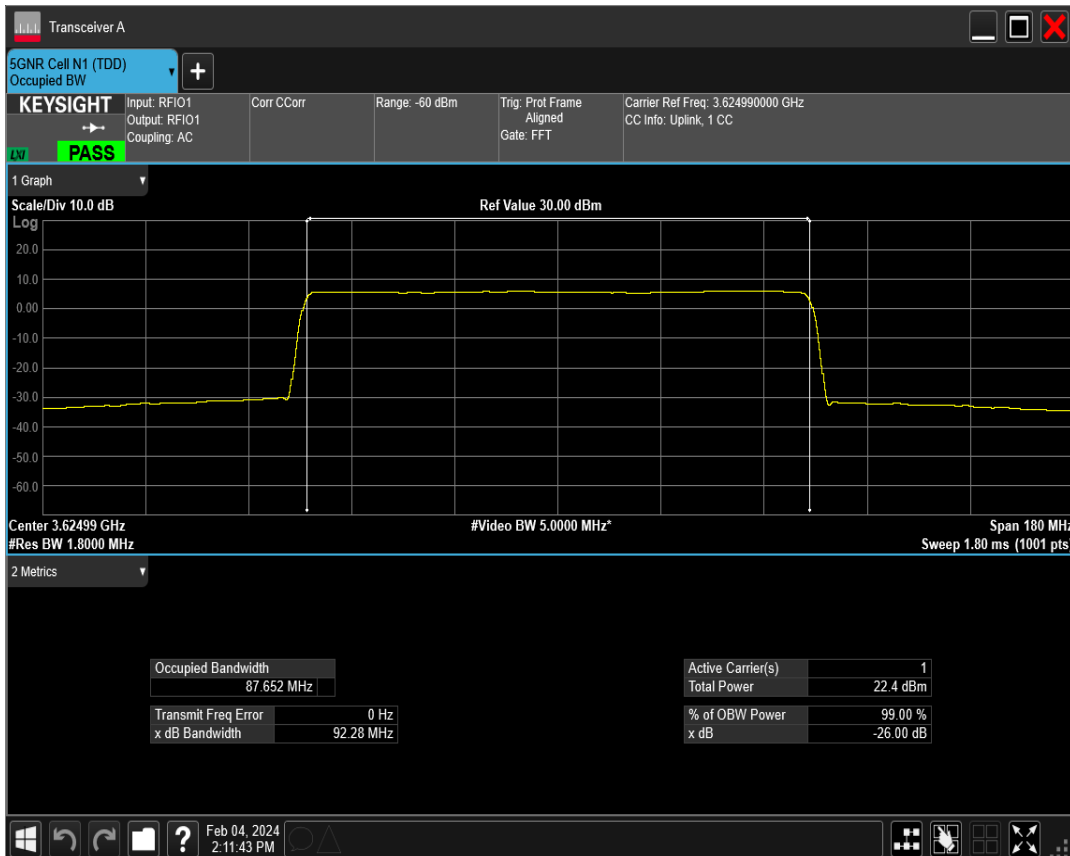 Transceiver A
5GNR Cell N1 (TDD)
Occupied BW
+
KEYSIGHT
LXI
PASS
Input: RFIO1
Output: RFIO1
Coupling: AC
Corr CCorr
Range: -60 dBm
Trig: Prot Frame
Aligned
Gate: FFT
Carrier Ref Freq: 3.624990000 GHz
CC Info: Uplink, 1 CC
1 Graph
Scale/Div 10.0 dB
Ref Value 30.00 dBm
Log
20.0
10.0
0.00
-10.0
-20.0
-30.0
-40.0
-50.0
-60.0
Center 3.62499 GHz
#Video BW 5.0000 MHz*
Span 180 MHz
#Res BW 1.8000 MHz
Sweep 1.80 ms (1001 pts)
2 Metrics
Occupied Bandwidth
87.652 MHz
Transmit Freq Error 0 Hz
x dB Bandwidth 92.28 MHz
Active Carrier(s) 1
Total Power 22.4 dBm
% of OBW Power 99.00 %
x dB -26.00 dB
?
Feb 04, 2024
2:11:43 PM